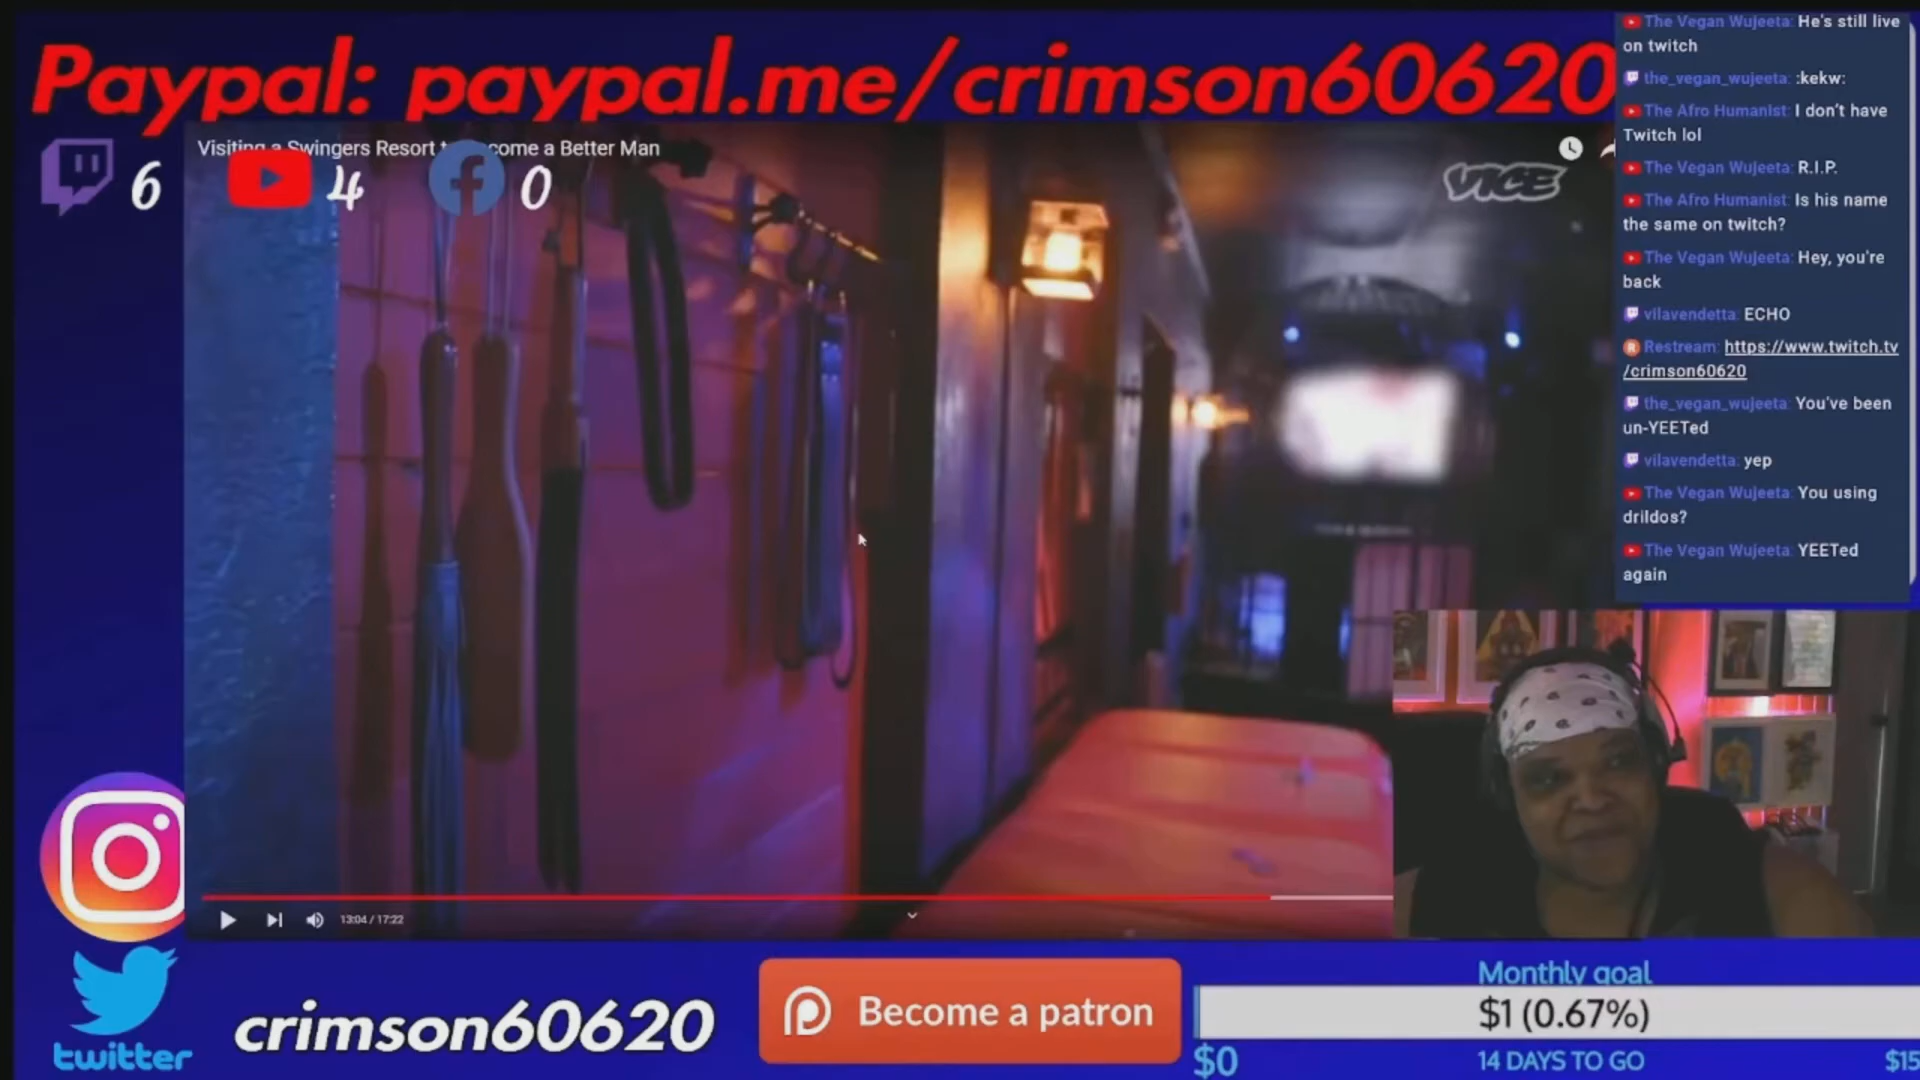 Paypal: paypal.me/crimson60620
Visiting a Swingers Resort t come a Better Man
VICE
6
4
0
The Vegan Wujeeta: He's still live
on twitch
the_vegan_wujeeta: :kekw:
The Afro Humanist: I don't have
Twitch lol
The Vegan Wujeeta: R.I.P.
The Afro Humanist: Is his name
the same on twitch?
The Vegan Wujeeta: Hey, you're
back
vilavendetta: ECHO
Restream: https://www.twitch.tv
/crimson60620
the_vegan_wujeeta: You've been
un-YEETed
vilavendetta: yep
The Vegan Wujeeta: You using
drildos?
The Vegan Wujeeta: YEETed
again
13:04 / 17:22
twitter
crimson60620
Become a patron
Monthly goal
$1 (0.67%)
$0
14 DAYS TO GO
$15